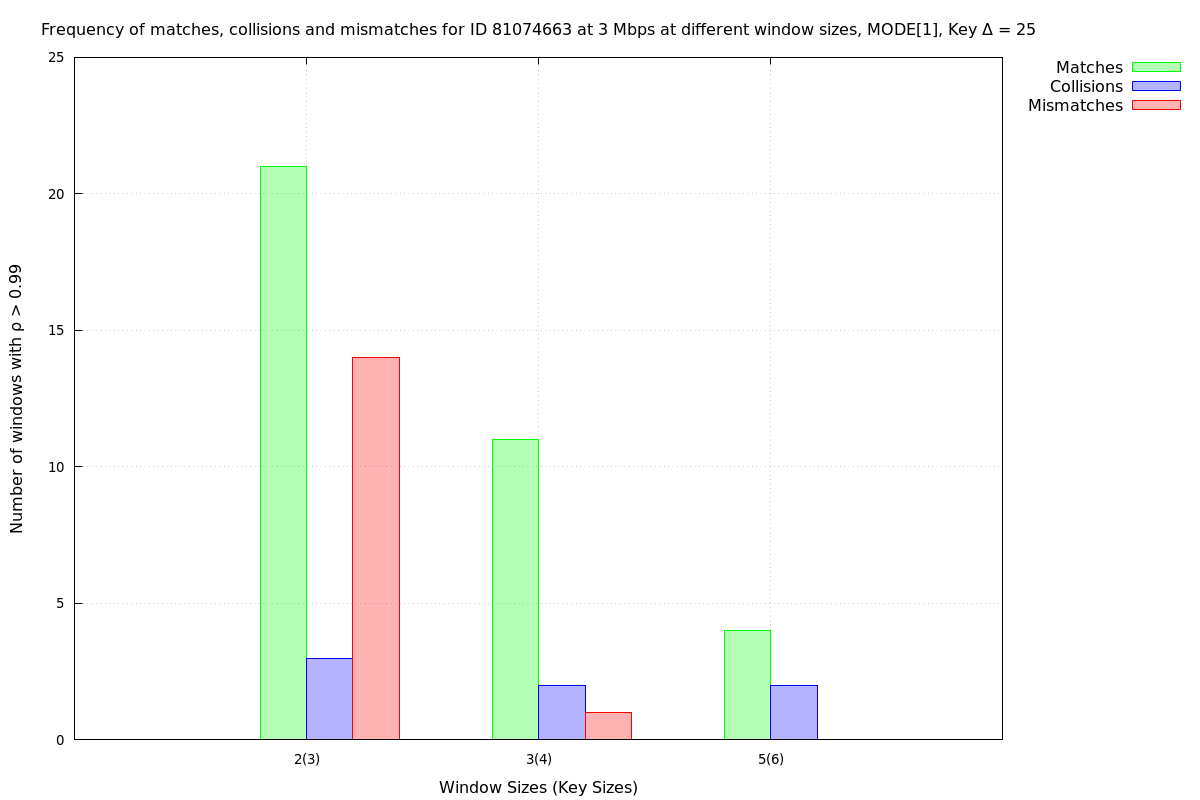 Frequency of matches, collisions and mismatches for ID 81074663 at 3 Mbps at different window sizes, MODE[1], Key Δ = 25
Matches
Collisions
Mismatches
Number of windows with ρ > 0.99
25
20
15
10
5
0
2(3) 3(4) 5(6)
Window Sizes (Key Sizes)